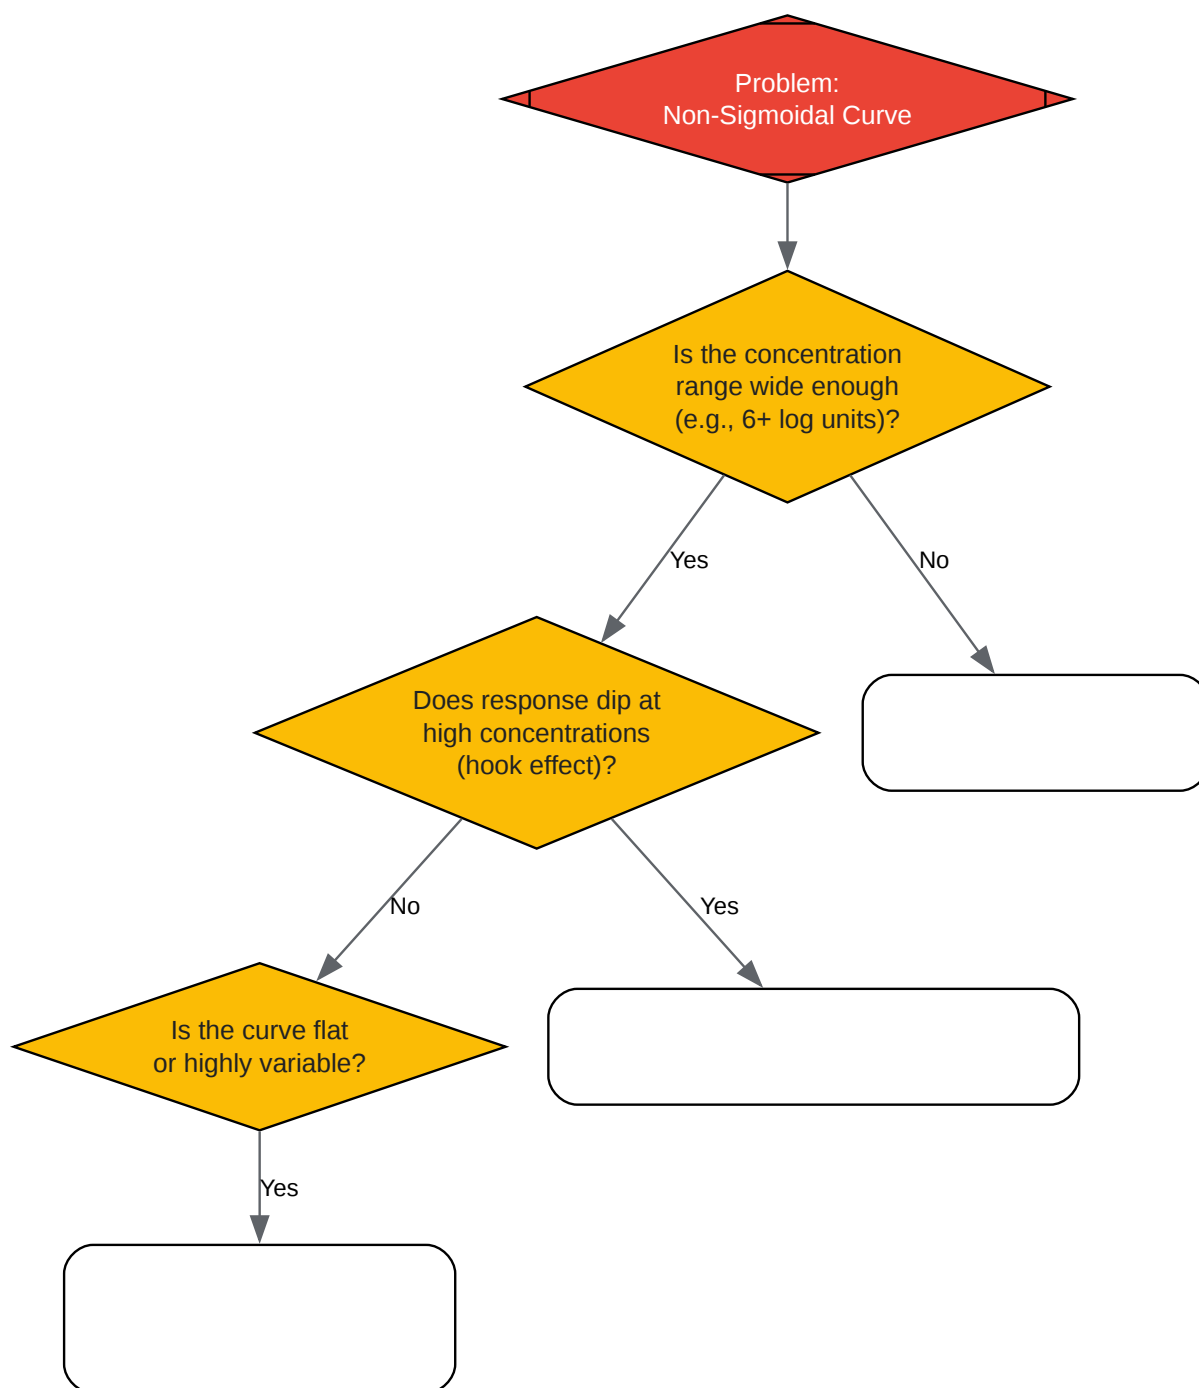 Problem:
Non-Sigmoidal Curve
Is the concentration
range wide enough
(e.g., 6+ log units)?
Yes
No
Does response dip at
high concentrations
(hook effect)?
No
Yes
Is the curve flat
or highly variable?
Yes